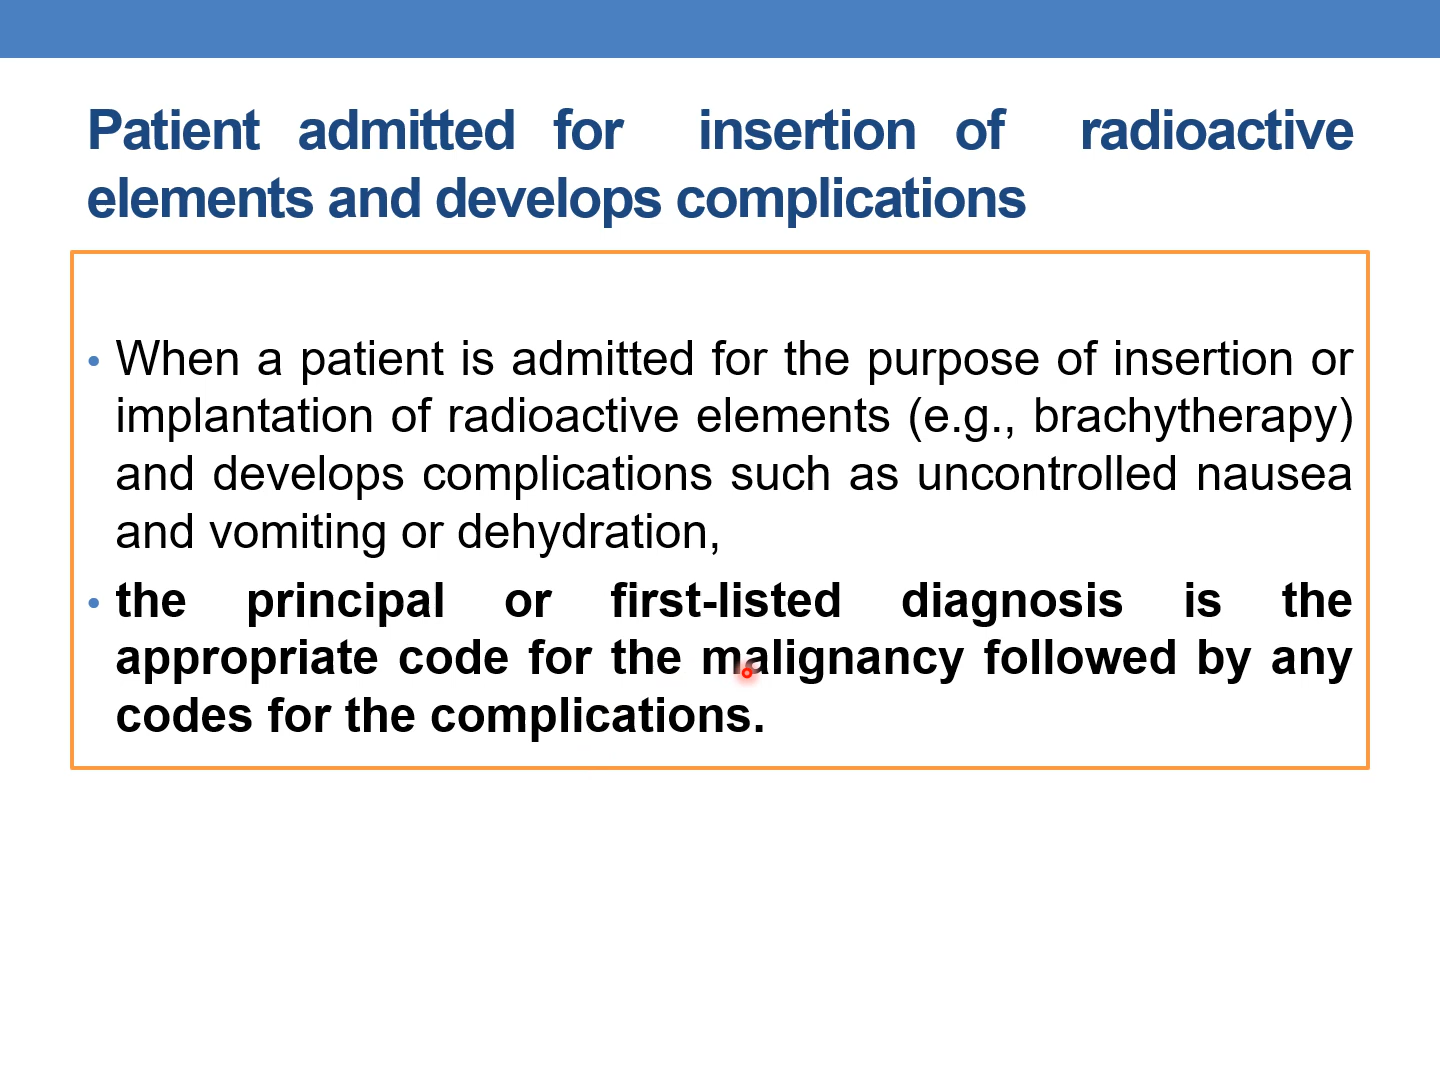 Patient admitted for insertion of radioactive
elements and develops complications
• When a patient is admitted for the purpose of insertion or
implantation of radioactive elements (e.g., brachytherapy)
and develops complications such as uncontrolled nausea
and vomiting or dehydration,
• the principal or first-listed diagnosis is the
appropriate code for the malignancy followed by any
codes for the complications.